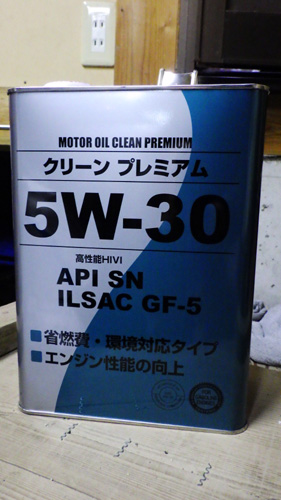 MOTOR OIL CLEAN PREMIUM
クリーン プレミアム
5W-30
高性能HIVI
API SN
ILSAC GF-5
■省燃費・環境対応タイプ
■エンジン性能の向上